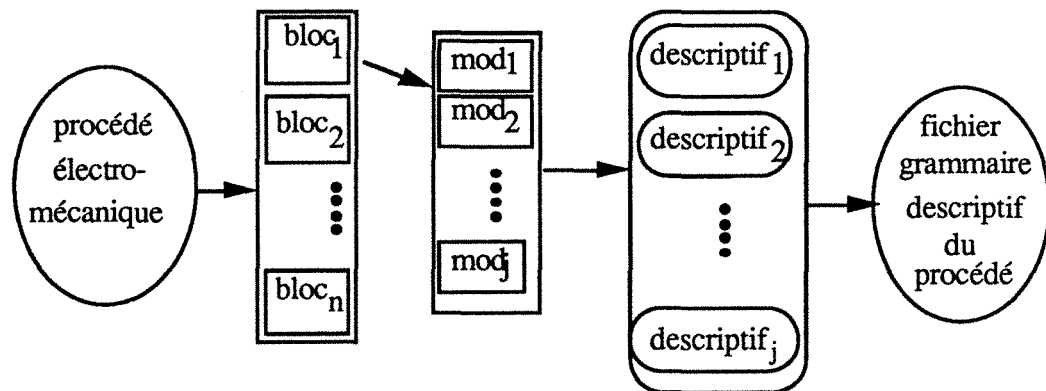 procédé
électro-
mécanique
bloc1
bloc2
blocn
mod1
mod2
modj
descriptif1
descriptif2
descriptifj
fichier
grammaire
descriptif
du
procédé